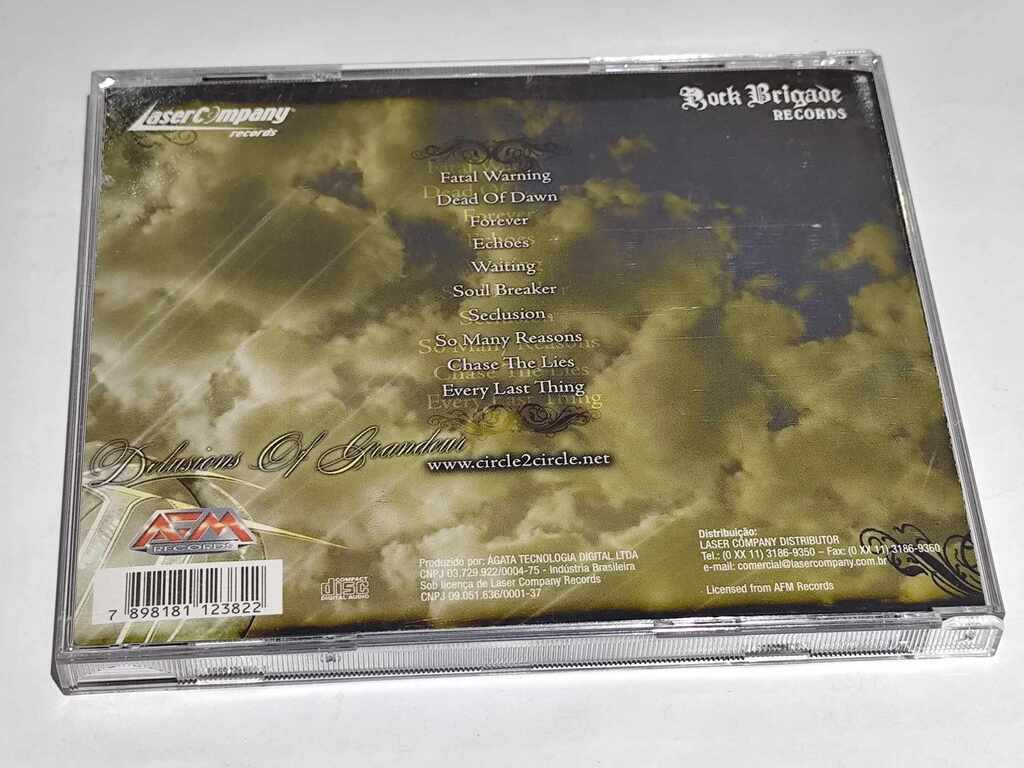 LaserCompany
records
Rock Brigade
RECORDS
Fatal Warning
Dead Of Dawn
Forever
Echoes
Waiting
Soul Breaker
Seclusion
So Many Reasons
Chase The Lies
Every Last Thing
Delusions Of Grandeur
www.circle2circle.net
AFM
RECORDS
7 898181 123822
COMPACT
disc
DIGITAL AUDIO
Produzido por: ÁGATA TECNOLOGIA DIGITAL LTDA
CNPJ 03.729.922/0004-75 - Indústria Brasileira
Sob licença de Laser Company Records
CNPJ 09.051.636/0001-37
Distribuição:
LASER COMPANY DISTRIBUTOR
Tel.: (0 XX 11) 3186-9350 – Fax: (0 XX 11) 3186-9360
e-mail: comercial@lasercompany.com.br
Licensed from AFM Records